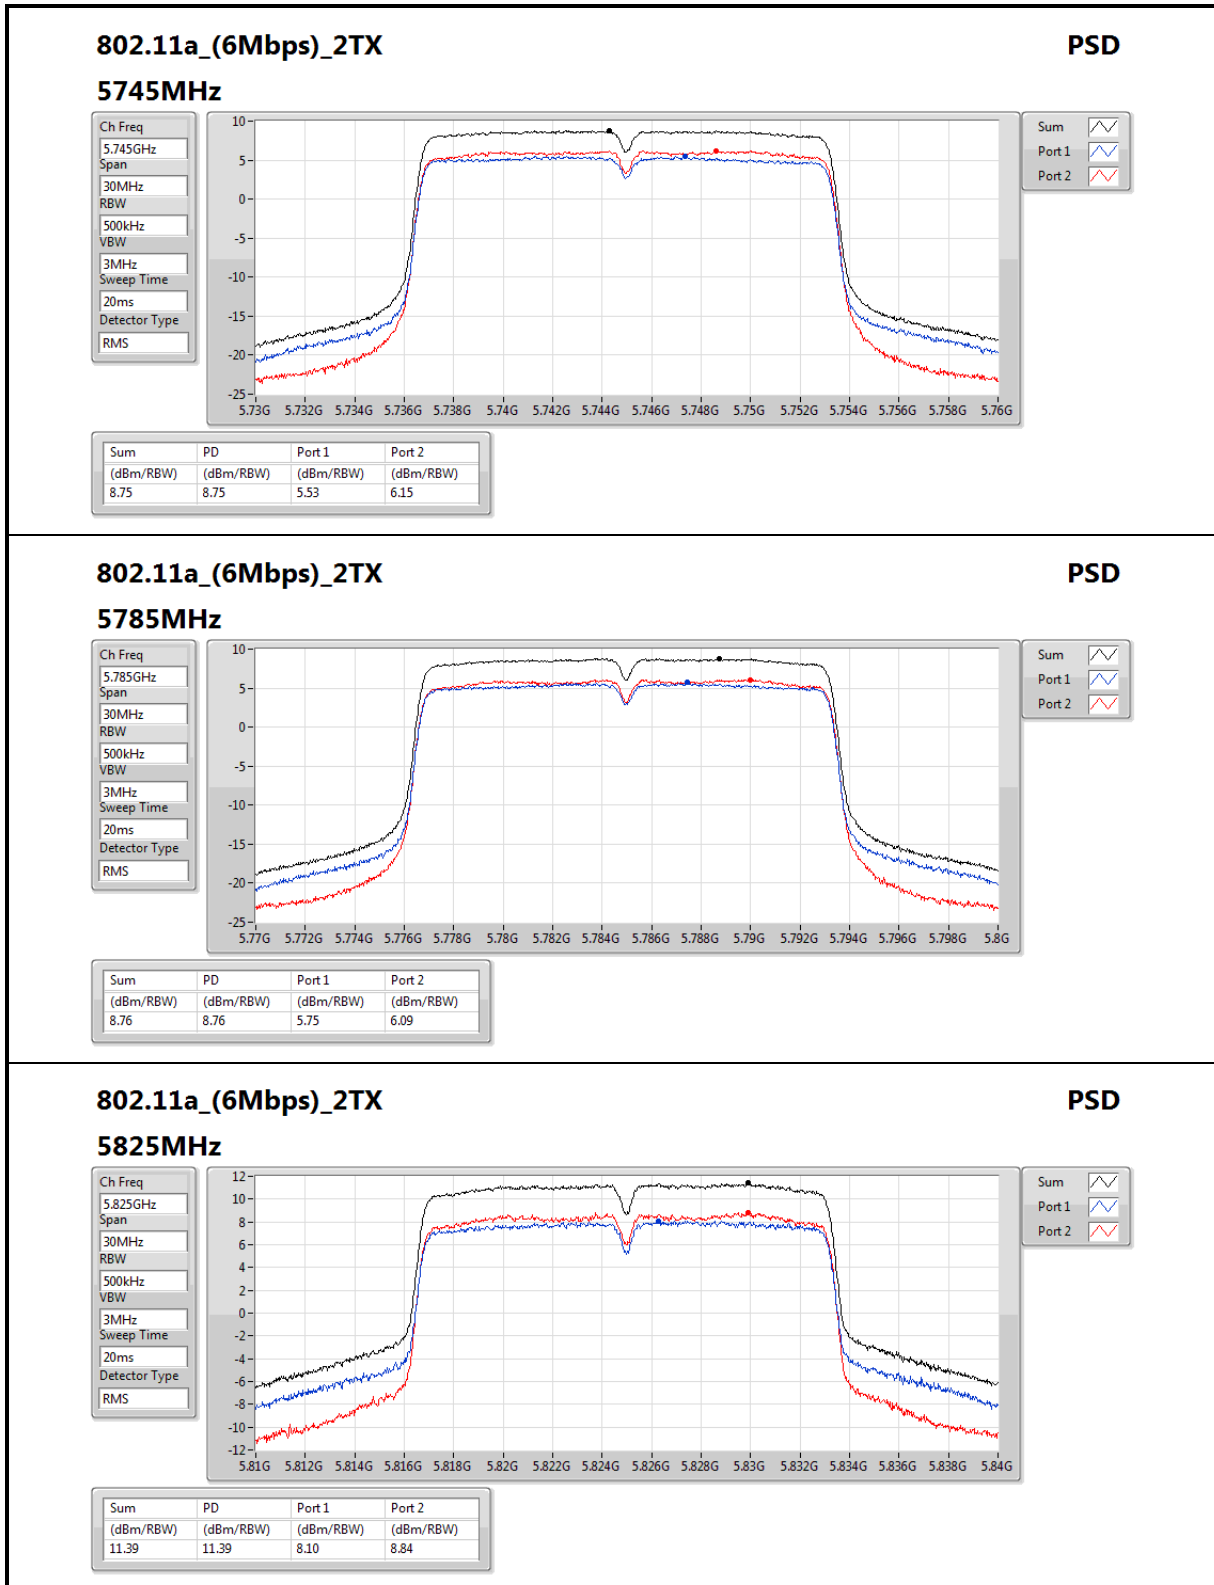 802.11a_(6Mbps)_2TX PSD
5745MHz
Ch Freq
5.745GHz
Span
30MHz
RBW
500kHz
VBW
3MHz
Sweep Time
20ms
Detector Type
RMS
10
5
0
-5
-10
-15
-20
-25
5.73G 5.732G 5.734G 5.736G 5.738G 5.74G 5.742G 5.744G 5.746G 5.748G 5.75G 5.752G 5.754G 5.756G 5.758G 5.76G
Sum
Port 1
Port 2
Sum PD Port 1 Port 2
(dBm/RBW) (dBm/RBW) (dBm/RBW) (dBm/RBW)
8.75 8.75 5.53 6.15
802.11a_(6Mbps)_2TX PSD
5785MHz
Ch Freq
5.785GHz
Span
30MHz
RBW
500kHz
VBW
3MHz
Sweep Time
20ms
Detector Type
RMS
10
5
0
-5
-10
-15
-20
-25
5.77G 5.772G 5.774G 5.776G 5.778G 5.78G 5.782G 5.784G 5.786G 5.788G 5.79G 5.792G 5.794G 5.796G 5.798G 5.8G
Sum
Port 1
Port 2
Sum PD Port 1 Port 2
(dBm/RBW) (dBm/RBW) (dBm/RBW) (dBm/RBW)
8.76 8.76 5.75 6.09
802.11a_(6Mbps)_2TX PSD
5825MHz
Ch Freq
5.825GHz
Span
30MHz
RBW
500kHz
VBW
3MHz
Sweep Time
20ms
Detector Type
RMS
12
10
8
6
4
2
0
-2
-4
-6
-8
-10
-12
5.81G 5.812G 5.814G 5.816G 5.818G 5.82G 5.822G 5.824G 5.826G 5.828G 5.83G 5.832G 5.834G 5.836G 5.838G 5.84G
Sum
Port 1
Port 2
Sum PD Port 1 Port 2
(dBm/RBW) (dBm/RBW) (dBm/RBW) (dBm/RBW)
11.39 11.39 8.10 8.84